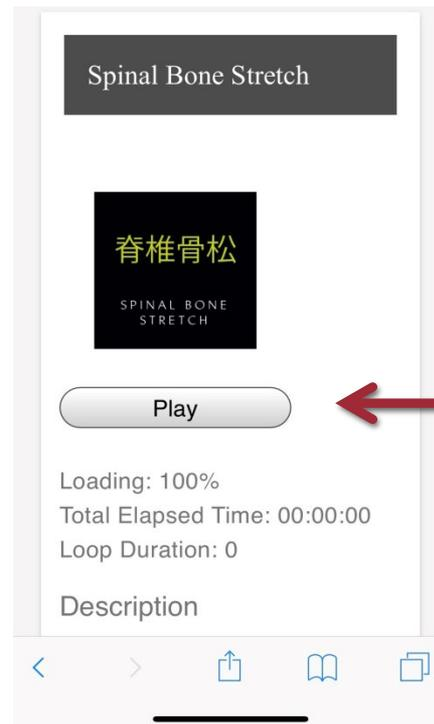 Spinal Bone Stretch
脊椎骨松
SPINAL BONE
STRETCH
Play
Loading: 100%
Total Elapsed Time: 00:00:00
Loop Duration: 0
Description